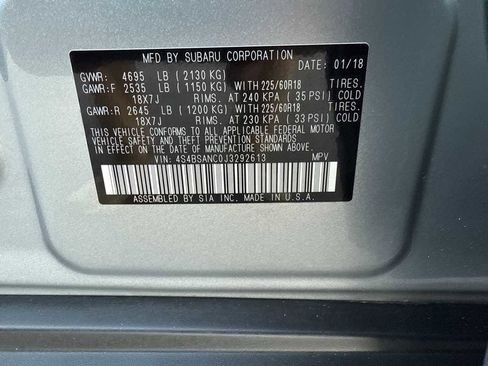 MFD BY SUBARU CORPORATION
DATE: 01/18
GVWR: 4695 LB ( 2130 KG)
GAWR:F 2535 LB ( 1150 KG) WITH 225/60R18 TIRES.
18X7J RIMS. AT 240 KPA ( 35 PSI) COLD
GAWR:R 2645 LB ( 1200 KG) WITH 225/60R18 TIRES.
18X7J RIMS. AT 230 KPA ( 33 PSI) COLD
THIS VEHICLE CONFORMS TO ALL APPLICABLE FEDERAL MOTOR
VEHICLE SAFETY BUMPER, AND THEFT PREVENTION STANDARDS
IN EFFECT ON THE DATE OF MANUFACTURE SHOWN ABOVE.
VIN: 4S4BSANC0J3292613 MPV
ASSEMBLED BY SIA INC. MADE IN U.S.A.